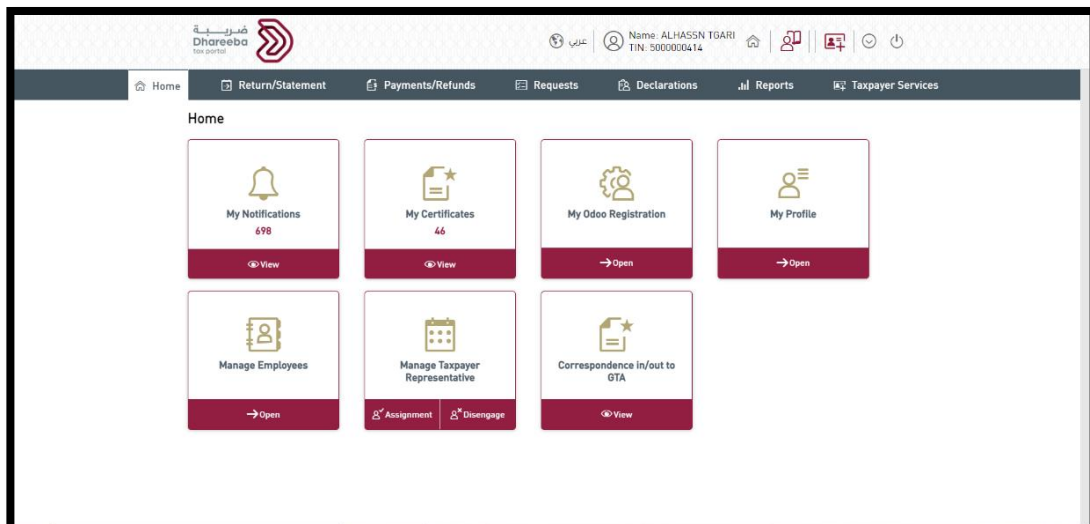 ضريبة
Dhareeba
tax portal
عربي
Name: ALHASSN TGARI
TIN: 5000000414
Home
Return/Statement
Payments/Refunds
Requests
Declarations
Reports
Taxpayer Services
Home
My Notifications
698
View
My Certificates
46
View
My Odoo Registration
Open
My Profile
Open
Manage Employees
Open
Manage Taxpayer
Representative
Assignment
Disengage
Correspondence in/out to
GTA
View